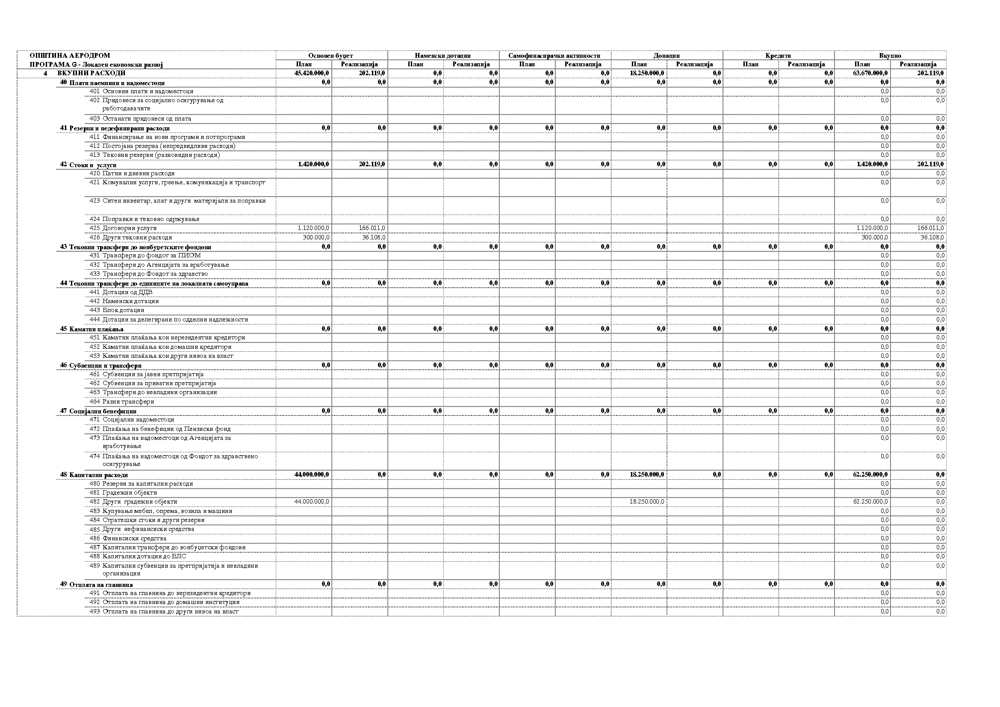 ОПШТИНА АЕРОДРОМ Основен буџет Наменски дотации Самофинасирачки активности Донации Кредити Вкупно
ПРОГРАМА G - Локален економски развој План Реализација План Реализација План Реализација План Реализација План Реализација План Реализација
4 ВКУПНИ РАСХОДИ 45.420.000,0 202.119,0 0,0 0,0 0,0 0,0 18.250.000,0 0,0 0,0 0,0 63.670.000,0 202.119,0
40 Плати наемнини и надоместоци 0,0 0,0 0,0 0,0 0,0 0,0 0,0 0,0 0,0 0,0 0,0 0,0
401 Основни плати и надоместоци 0,0 0,0
402 Придонеси за социјално осигурување од 0,0 0,0
работодавачите
403 Останати придонеси од плата 0,0 0,0
41 Резерви и недефинирани расходи 0,0 0,0 0,0 0,0 0,0 0,0 0,0 0,0 0,0 0,0 0,0 0,0
411 Финансирање на нови програми и потпрограми 0,0 0,0
412 Постојана резерва (непредвидливи расходи) 0,0 0,0
413 Тековни резерви (разновидни расходи) 0,0 0,0
42 Стоки и услуги 1.420.000,0 202.119,0 0,0 0,0 0,0 0,0 0,0 0,0 0,0 0,0 1.420.000,0 202.119,0
420 Патни и дневни расходи 0,0 0,0
421 Комунални услуги, греење, комуникација и транспорт 0,0 0,0
423 Ситен инвентар, алат и други материјали за поправки 0,0 0,0
424 Поправки и тековно одржување 0,0 0,0
425 Договорни услуги 1.120.000,0 166.011,0 1.120.000,0 166.011,0
426 Други тековни расходи 300.000,0 36.108,0 300.000,0 36.108,0
43 Тековни трансфери до вонбуџетските фондови 0,0 0,0 0,0 0,0 0,0 0,0 0,0 0,0 0,0 0,0 0,0 0,0
431 Трансфери до фондот за ПИОМ 0,0 0,0
432 Трансфери до Агенцијата за вработување 0,0 0,0
433 Трансфери до Фондот за здравство 0,0 0,0
44 Тековни трансфери до единиците на локалната самоуправа 0,0 0,0 0,0 0,0 0,0 0,0 0,0 0,0 0,0 0,0 0,0 0,0
441 Дотации од ДДВ 0,0 0,0
442 Наменски дотации 0,0 0,0
443 Блок дотации 0,0 0,0
444 Дотации за делегирани по одделни надлежности 0,0 0,0
45 Каматни плаќања 0,0 0,0 0,0 0,0 0,0 0,0 0,0 0,0 0,0 0,0 0,0 0,0
451 Каматни плаќања кон нерезидентни кредитори 0,0 0,0
452 Каматни плаќања кон домашни кредитори 0,0 0,0
453 Каматни плаќања кон други нивоа на власт 0,0 0,0
46 Субвенции и трансфери 0,0 0,0 0,0 0,0 0,0 0,0 0,0 0,0 0,0 0,0 0,0 0,0
461 Субвенции за јавни претпријатија 0,0 0,0
462 Субвенции за приватни претпријатија 0,0 0,0
463 Трансфери до невладини организации 0,0 0,0
464 Разни трансфери 0,0 0,0
47 Социјални бенефиции 0,0 0,0 0,0 0,0 0,0 0,0 0,0 0,0 0,0 0,0 0,0 0,0
471 Социјални надоместоци 0,0 0,0
472 Плаќања на бенефиции од Пензиски фонд 0,0 0,0
473 Плаќања на надоместоци од Агенцијата за 0,0 0,0
вработување
474 Плаќања на надоместоци од Фондот за здравствено 0,0 0,0
осигурување
48 Капитални расходи 44.000.000,0 0,0 0,0 0,0 0,0 0,0 18.250.000,0 0,0 0,0 0,0 62.250.000,0 0,0
480 Резерви за капитални расходи 0,0 0,0
481 Градежни објекти 0,0 0,0
482 Други градежни објекти 44.000.000,0 18.250.000,0 62.250.000,0 0,0
483 Купување мебел, опрема, возила и машини 0,0 0,0
484 Стратешки стоки и други резерви 0,0 0,0
485 Други нефинансиски средства 0,0 0,0
486 Финансиски средства 0,0 0,0
487 Капитални трансфери до вонбуџетски фондови 0,0 0,0
488 Капитални дотации до ЕЛС 0,0 0,0
489 Капитални субвенции за претпријатија и невладини 0,0 0,0
организации
49 Отплата на главнина 0,0 0,0 0,0 0,0 0,0 0,0 0,0 0,0 0,0 0,0 0,0 0,0
491 Отплата на главнина до нерезидентни кредитори 0,0 0,0
492 Отплата на главнина до домашни институции 0,0 0,0
493 Отплата на главнина до други нивоа на власт 0,0 0,0